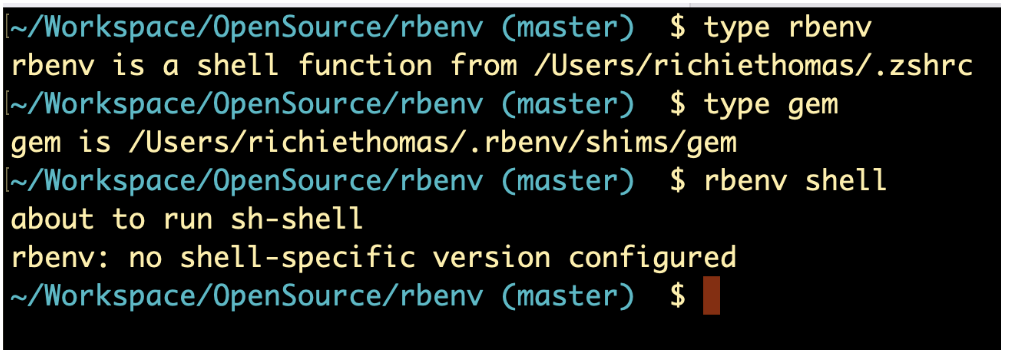 ~/Workspace/OpenSource/rbenv (master)  $ type rbenv
rbenv is a shell function from /Users/richiethomas/.zshrc
~/Workspace/OpenSource/rbenv (master)  $ type gem
gem is /Users/richiethomas/.rbenv/shims/gem
~/Workspace/OpenSource/rbenv (master)  $ rbenv shell
about to run sh-shell
rbenv: no shell-specific version configured
~/Workspace/OpenSource/rbenv (master)  $